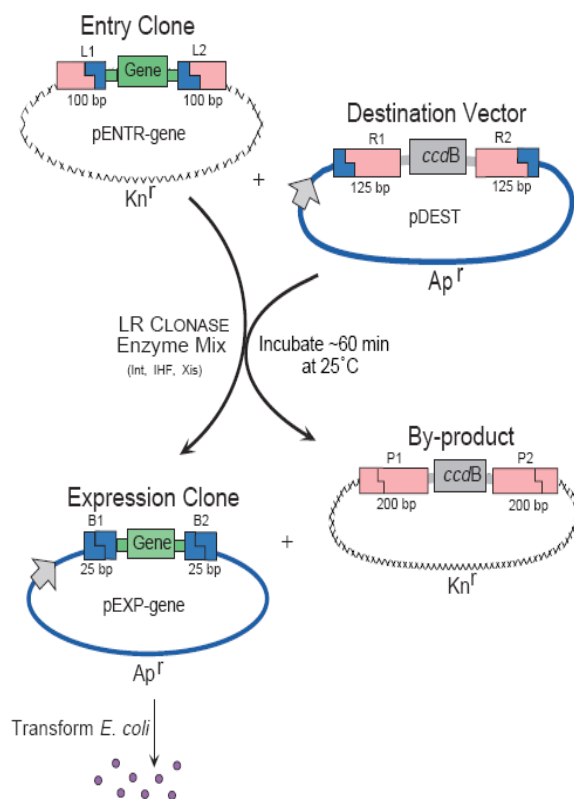 Entry Clone
L1
L2
Gene
100 bp
100 bp
pENTR-gene
Knr
+
Destination Vector
R1
R2
ccdB
125 bp
125 bp
pDEST
Apr
LR CLONASE
Enzyme Mix
(Int, IHF, Xis)
Incubate ~60 min
at 25˚C
By-product
P1
P2
ccdB
200 bp
200 bp
Knr
Expression Clone
B1
B2
Gene
25 bp
25 bp
pEXP-gene
+
Apr
Transform E. coli